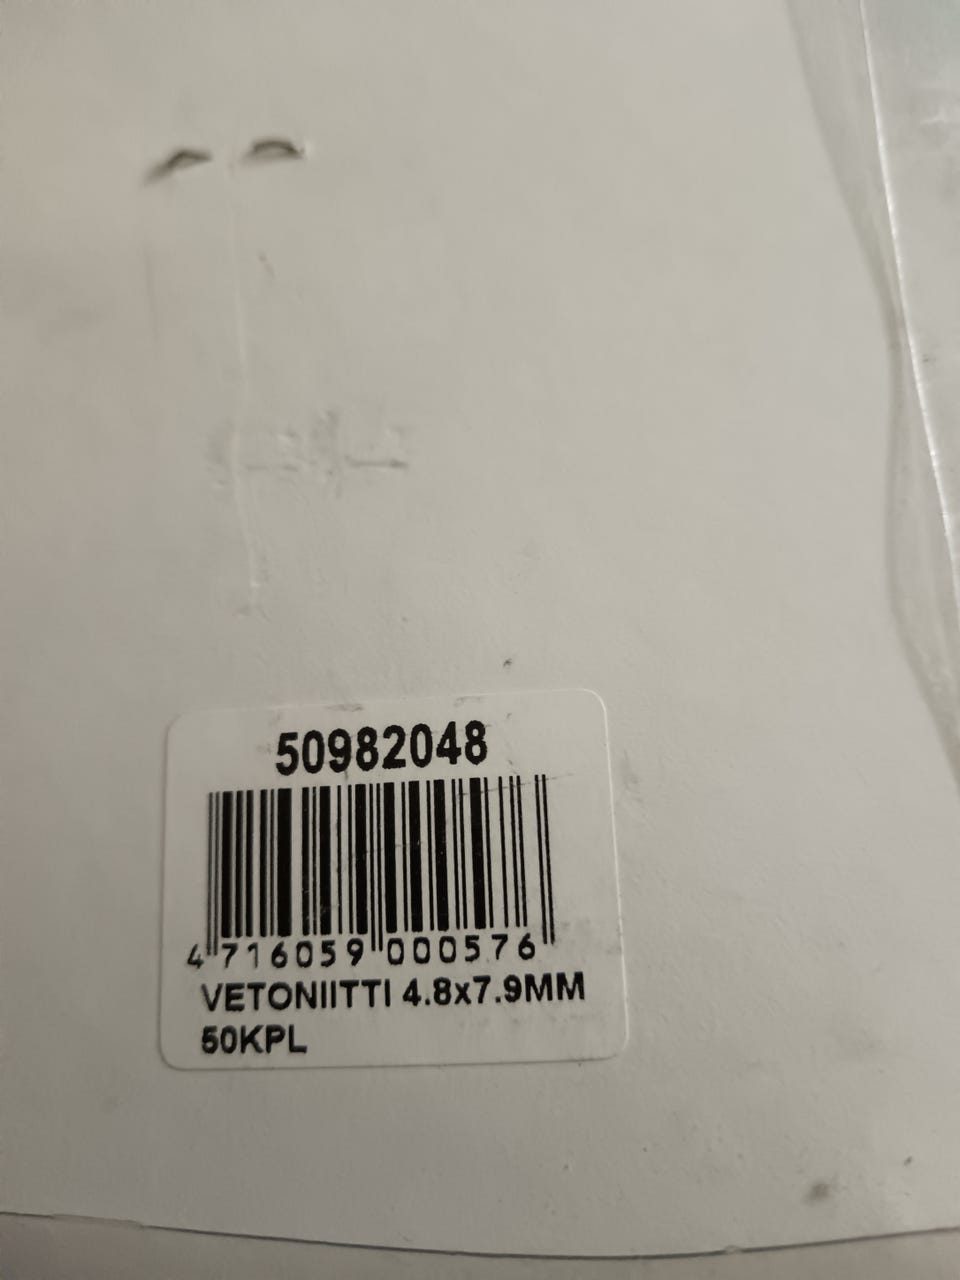 50982048
4 716059 000576
VETONIITTI 4.8x7.9MM
50KPL